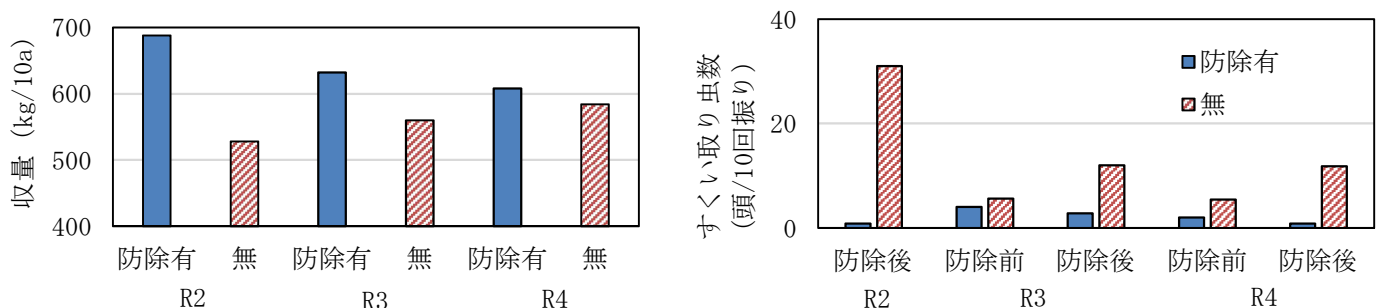 収量 (kg/10a)
700
600
500
400
防除有 無 防除有 無 防除有 無
R2 R3 R4
すくい取り虫数
(頭/10回振り)
40
20
0
防除有
無
防除後 防除前 防除後 防除前 防除後
R2 R3 R4